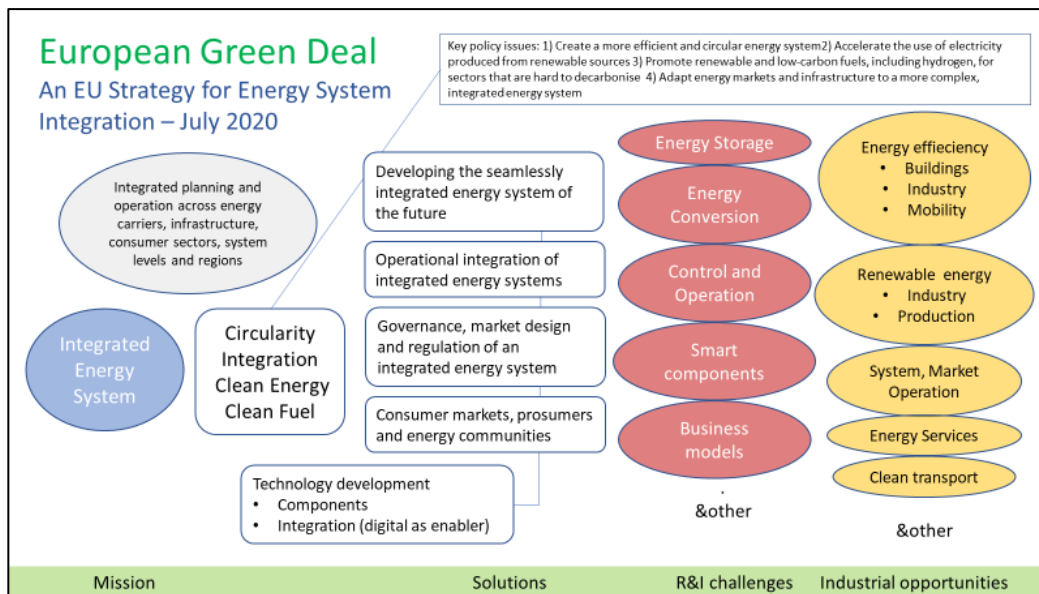 European Green Deal
An EU Strategy for Energy System
Integration – July 2020
Key policy issues: 1) Create a more efficient and circular energy system2) Accelerate the use of electricity
produced from renewable sources 3) Promote renewable and low-carbon fuels, including hydrogen, for
sectors that are hard to decarbonise 4) Adapt energy markets and infrastructure to a more complex,
integrated energy system
Integrated planning and
operation across energy
carriers, infrastructure,
consumer sectors, system
levels and regions
Integrated
Energy
System
Circularity
Integration
Clean Energy
Clean Fuel
Developing the seamlessly
integrated energy system of
the future
Operational integration of
integrated energy systems
Governance, market design
and regulation of an
integrated energy system
Consumer markets, prosumers
and energy communities
Technology development
• Components
• Integration (digital as enabler)
Energy Storage
Energy
Conversion
Control and
Operation
Smart
components
Business
models
.
&other
Energy effieciency
• Buildings
• Industry
• Mobility
Renewable energy
• Industry
• Production
System, Market
Operation
Energy Services
Clean transport
&other
Mission
Solutions
R&I challenges
Industrial opportunities